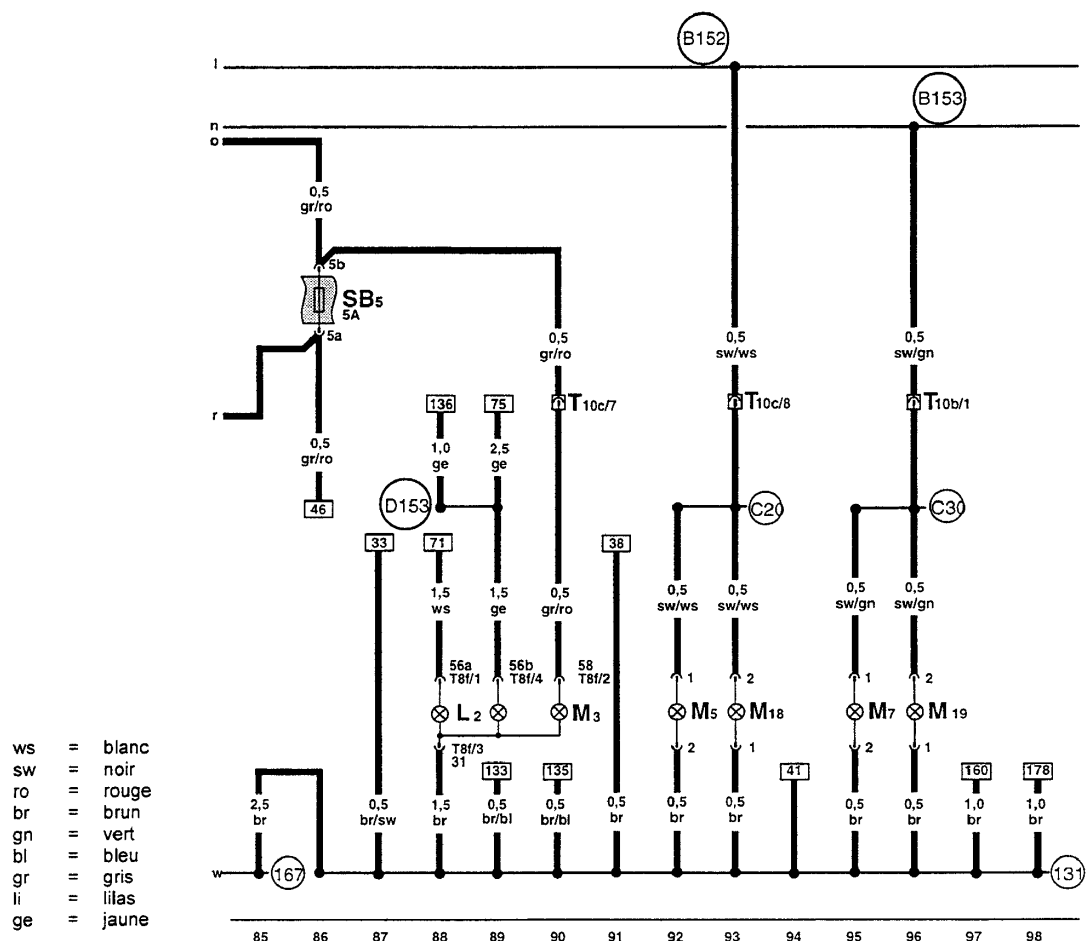 B152
l
B153
n
o
0,5
gr/ro
5b
SB5
5A
5a
0,5
gr/ro
0,5
sw/ws
0,5
sw/gn
r
136
75
T10c/7
T10c/8
T10b/1
0,5
gr/ro
1,0
ge
2,5
ge
46
D153
C20
C30
33
71
38
1,5
ws
1,5
ge
0,5
gr/ro
0,5
sw/ws
0,5
sw/ws
0,5
sw/gn
0,5
sw/gn
56a
T8f/1
56b
T8f/4
58
T8f/2
1
2
1
2
L2
M3
M5
M18
M7
M19
T8f/3
31
2
1
2
1
133
135
41
160
178
2,5
br
0,5
br/sw
1,5
br
0,5
br/bl
0,5
br/bl
0,5
br
0,5
br
0,5
br
0,5
br
0,5
br
1,0
br
1,0
br
w
167
131
85 86 87 88 89 90 91 92 93 94 95 96 97 98
ws = blanc
sw = noir
ro = rouge
br = brun
gn = vert
bl = bleu
gr = gris
li = lilas
ge = jaune